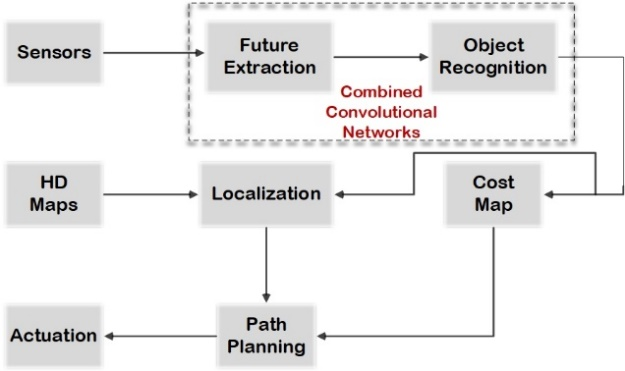 Sensors
Future
Extraction
Object
Recognition
Combined
Convolutional
Networks
HD
Maps
Localization
Cost
Map
Actuation
Path
Planning